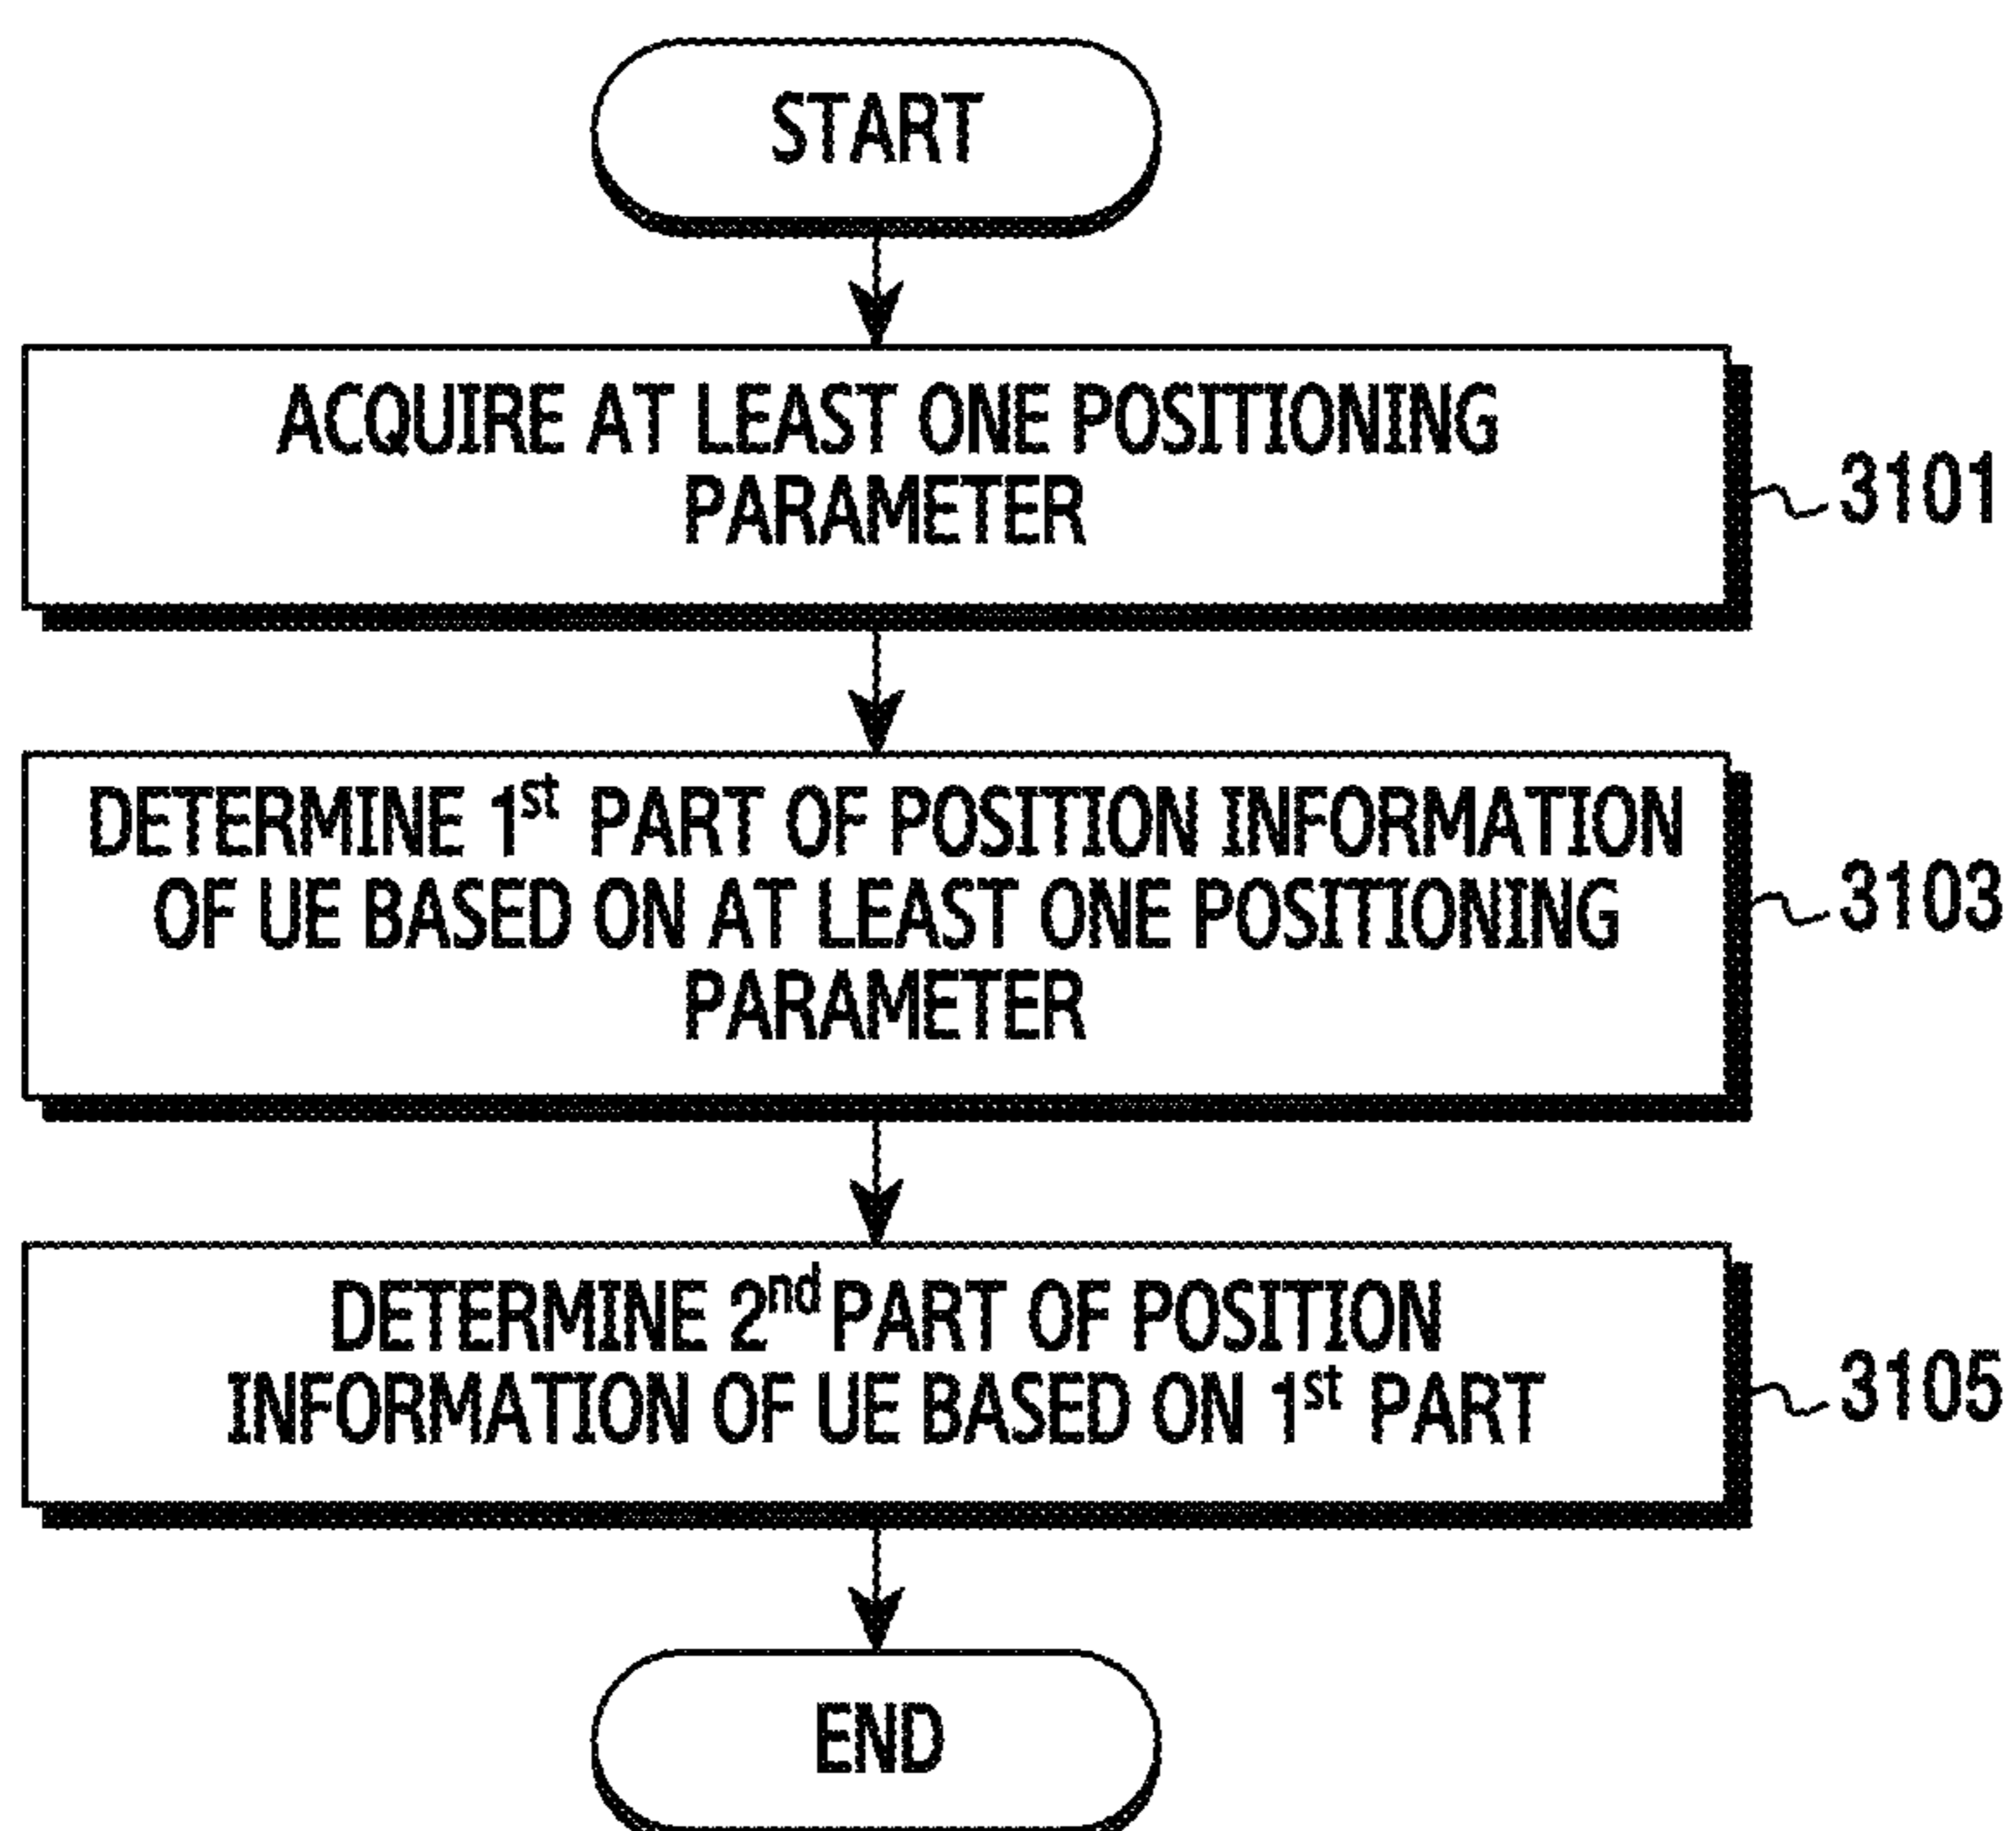 START
ACQUIRE AT LEAST ONE POSITIONING
PARAMETER
3101
DETERMINE 1st PART OF POSITION INFORMATION
OF UE BASED ON AT LEAST ONE POSITIONING
PARAMETER
3103
DETERMINE 2nd PART OF POSITION
INFORMATION OF UE BASED ON 1st PART
3105
END